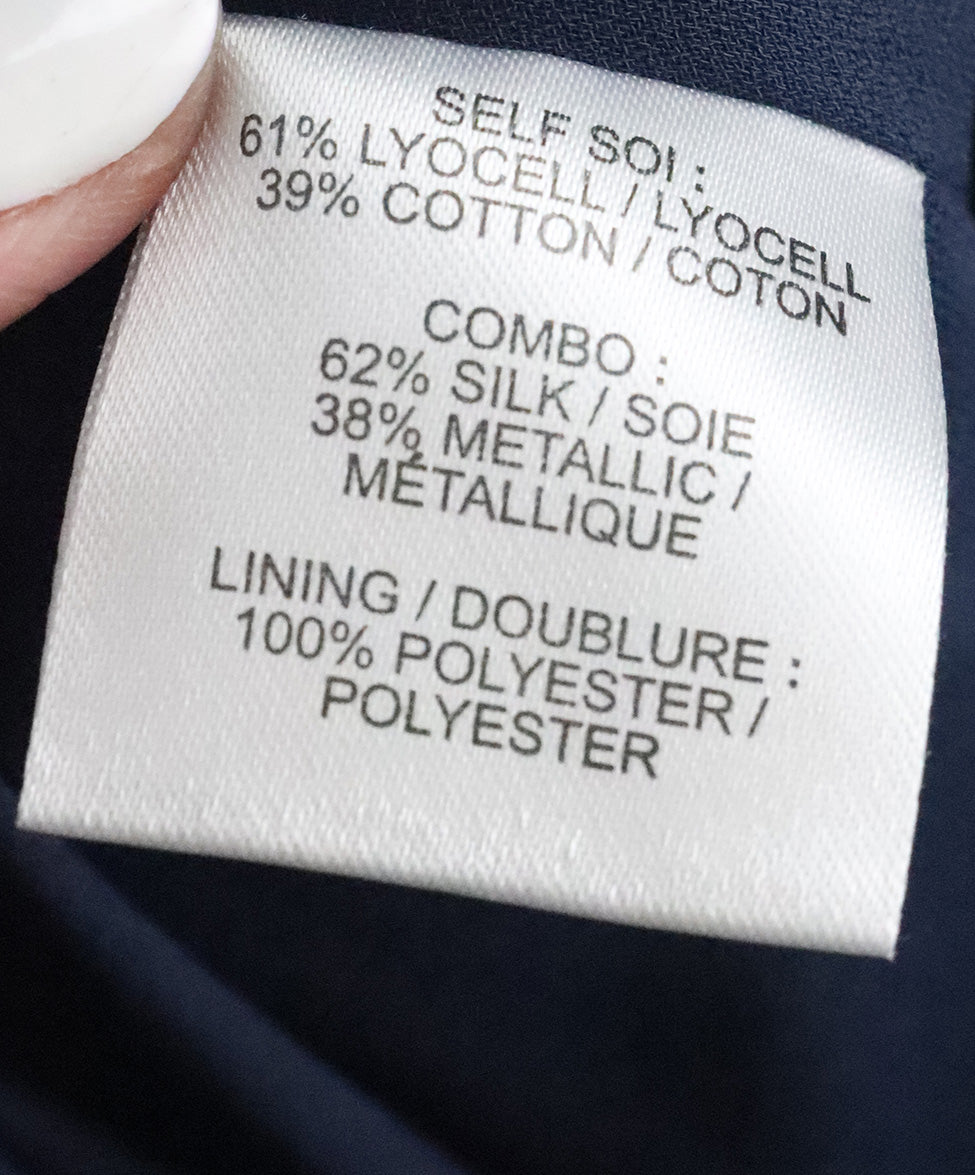 SELF SOI :
61% LYOCELL / LYOCELL
39% COTTON / COTON
COMBO :
62% SILK / SOIE
38% METALLIC /
MÉTALLIQUE
LINING / DOUBLURE :
100% POLYESTER /
POLYESTER